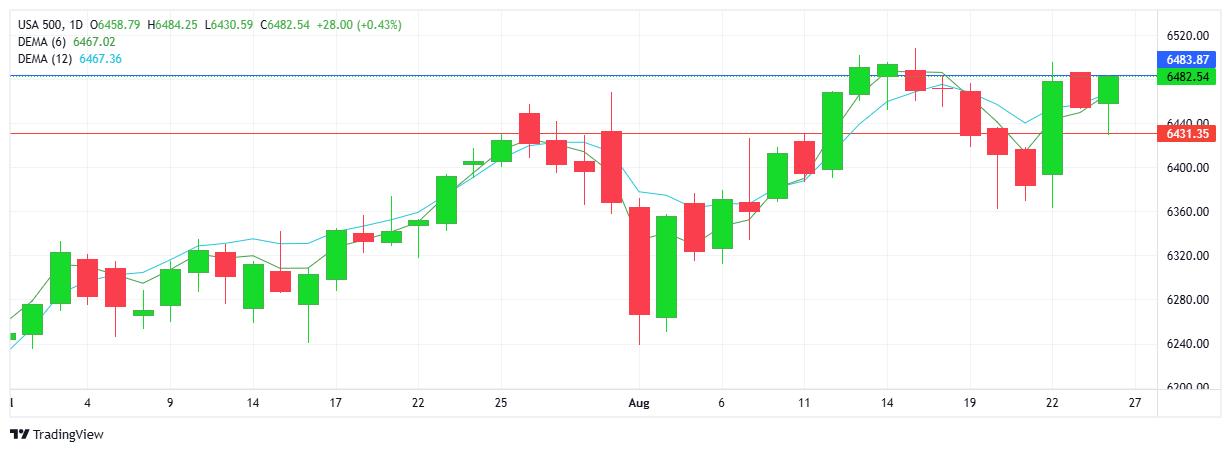 USA 500, 1D O6458.79 H6484.25 L6430.59 C6482.54 +28.00 (+0.43%)
DEMA (6) 6467.02
DEMA (12) 6467.36
6520.00
6483.87
6482.54
6440.00
6431.35
6400.00
6360.00
6320.00
6280.00
6240.00
6200.00
4 9 14 17 22 25 Aug 6 11 14 19 22 27
TradingView